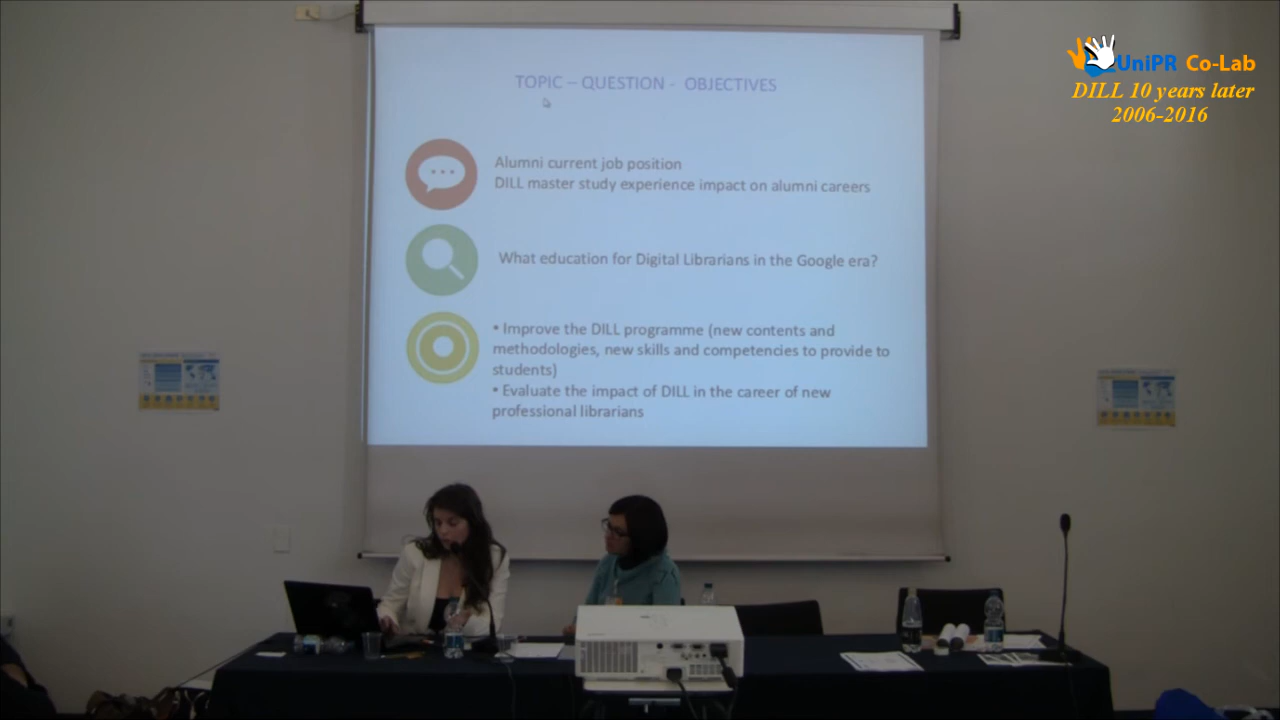 UniPR Co-Lab
DILL 10 years later
2006-2016
TOPIC – QUESTION - OBJECTIVES
Alumni current job position
DILL master study experience impact on alumni careers
What education for Digital Librarians in the Google era?
• Improve the DILL programme (new contents and
methodologies, new skills and competencies to provide to
students)
• Evaluate the impact of DILL in the career of new
professional librarians